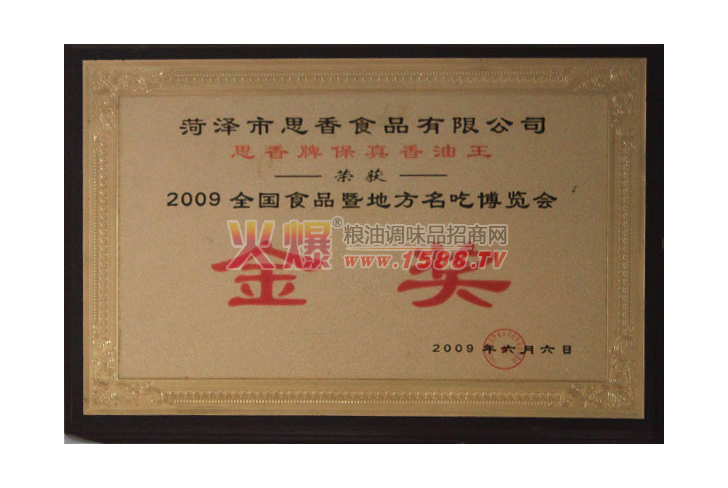 菏泽市思香食品有限公司
思香牌保真香油王
荣获
2009全国食品暨地方名吃博览会
火爆 粮油调味品招商网
www.1588.TV
金奖
2009年六月六日